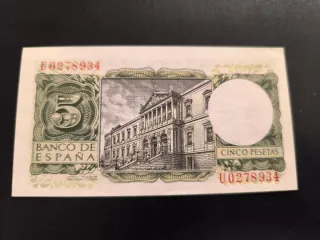 U0278934
5
BANCO DE
ESPAÑA
CINCO PESETAS
U0278934